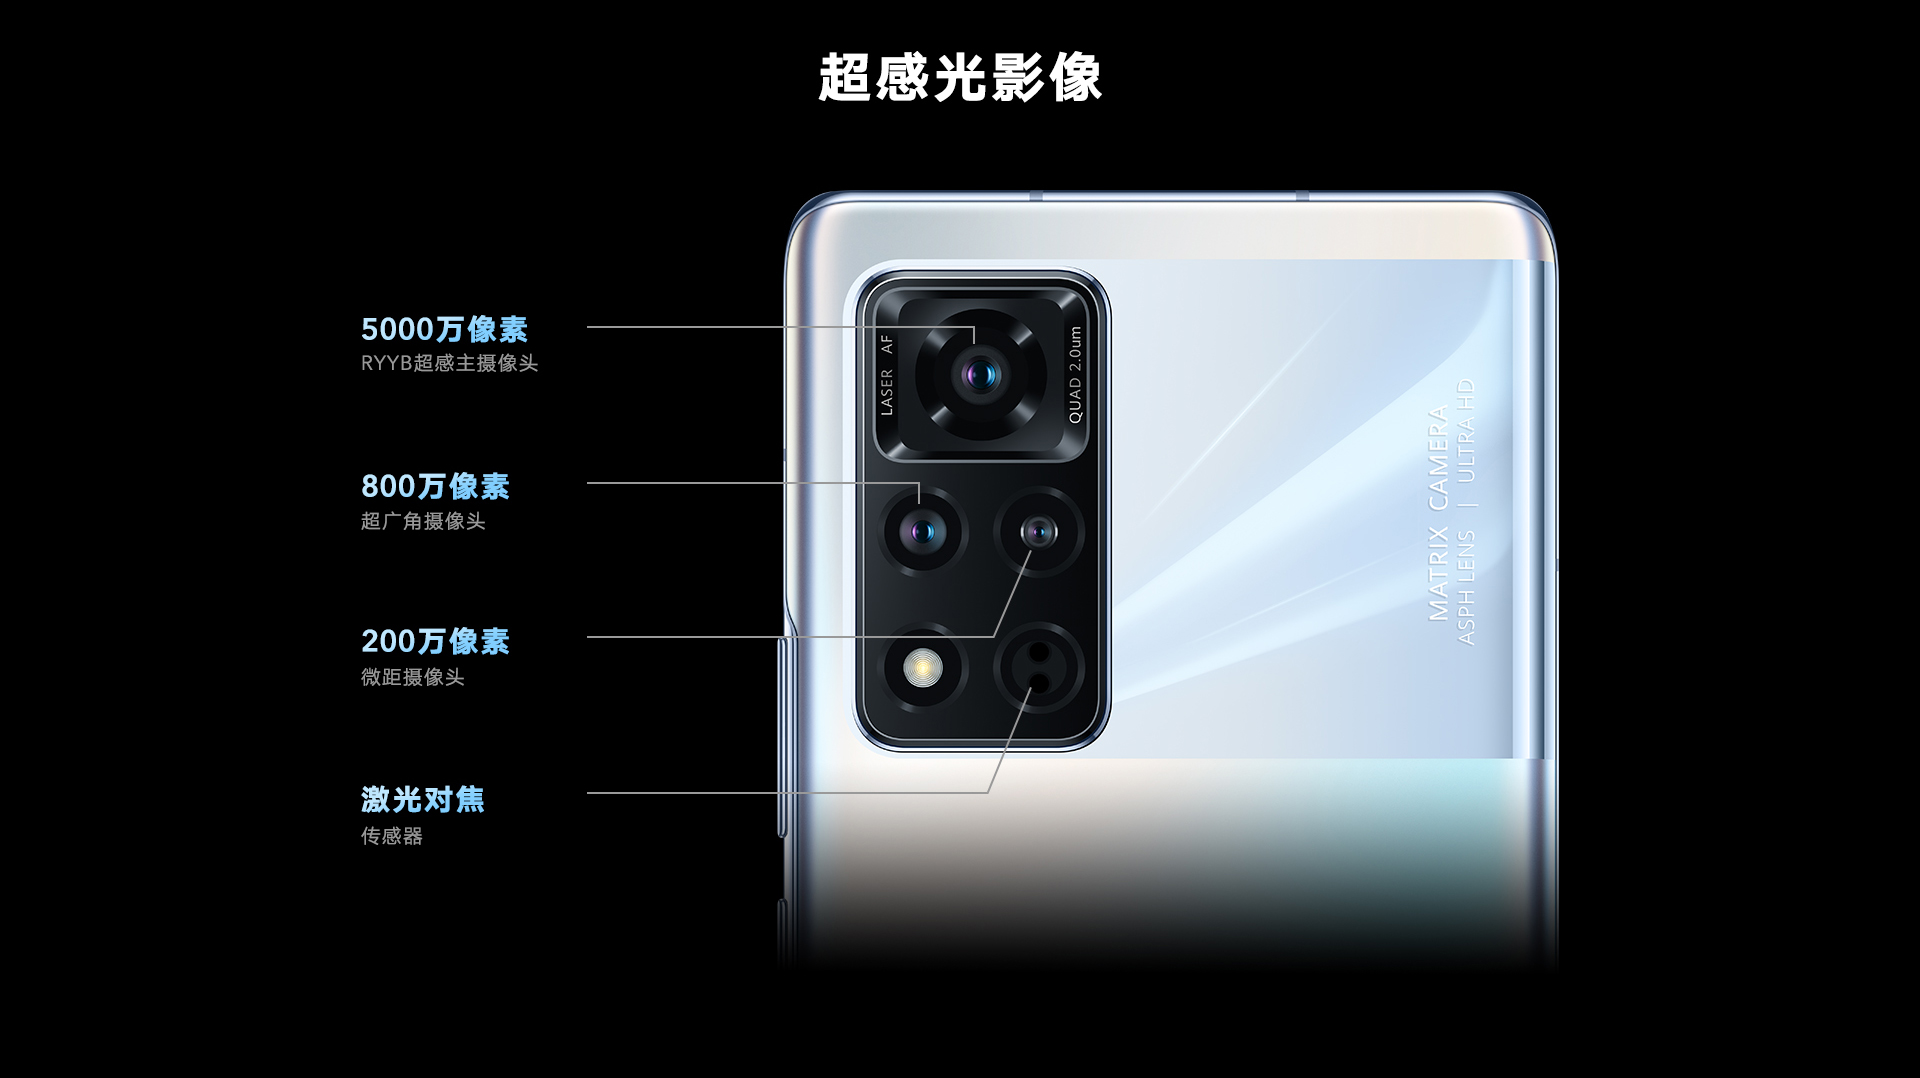 超感光影像
5000万像素
RYYB超感主摄像头
800万像素
超广角摄像头
200万像素
微距摄像头
激光对焦
传感器
LASER AF
QUAD 2.0um
MATRIX CAMERA
ASPH LENS | ULTRA HD